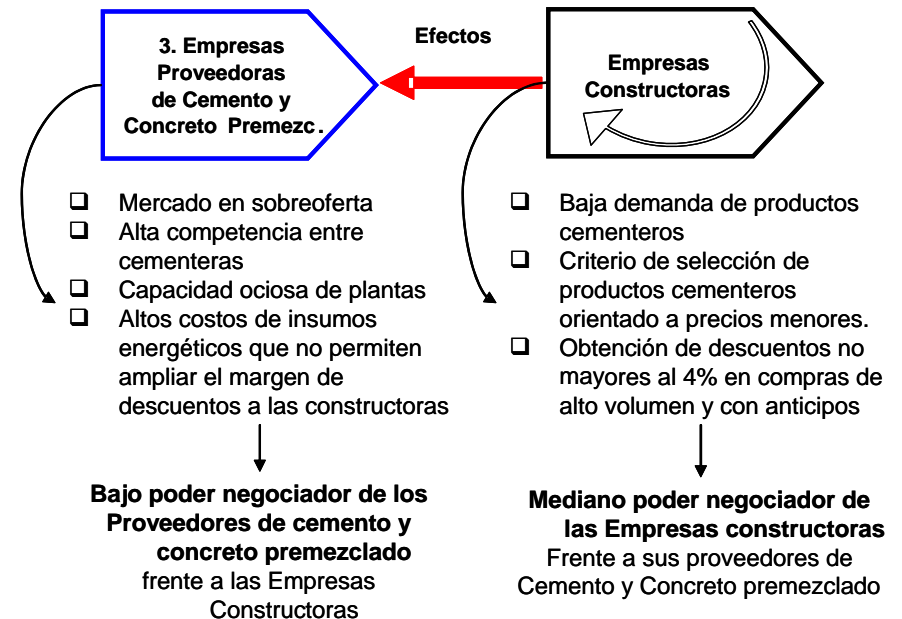 3. Empresas
Proveedoras
de Cemento y
Concreto Premezc.
Efectos
Empresas
Constructoras
❑ Mercado en sobreoferta
❑ Alta competencia entre
cementeras
❑ Capacidad ociosa de plantas
❑ Altos costos de insumos
energéticos que no permiten
ampliar el margen de
descuentos a las constructoras
Bajo poder negociador de los
Proveedores de cemento y
concreto premezclado
frente a las Empresas
Constructoras
❑ Baja demanda de productos
cementeros
❑ Criterio de selección de
productos cementeros
orientado a precios menores.
❑ Obtención de descuentos no
mayores al 4% en compras de
alto volumen y con anticipos
Mediano poder negociador de
las Empresas constructoras
Frente a sus proveedores de
Cemento y Concreto premezclado